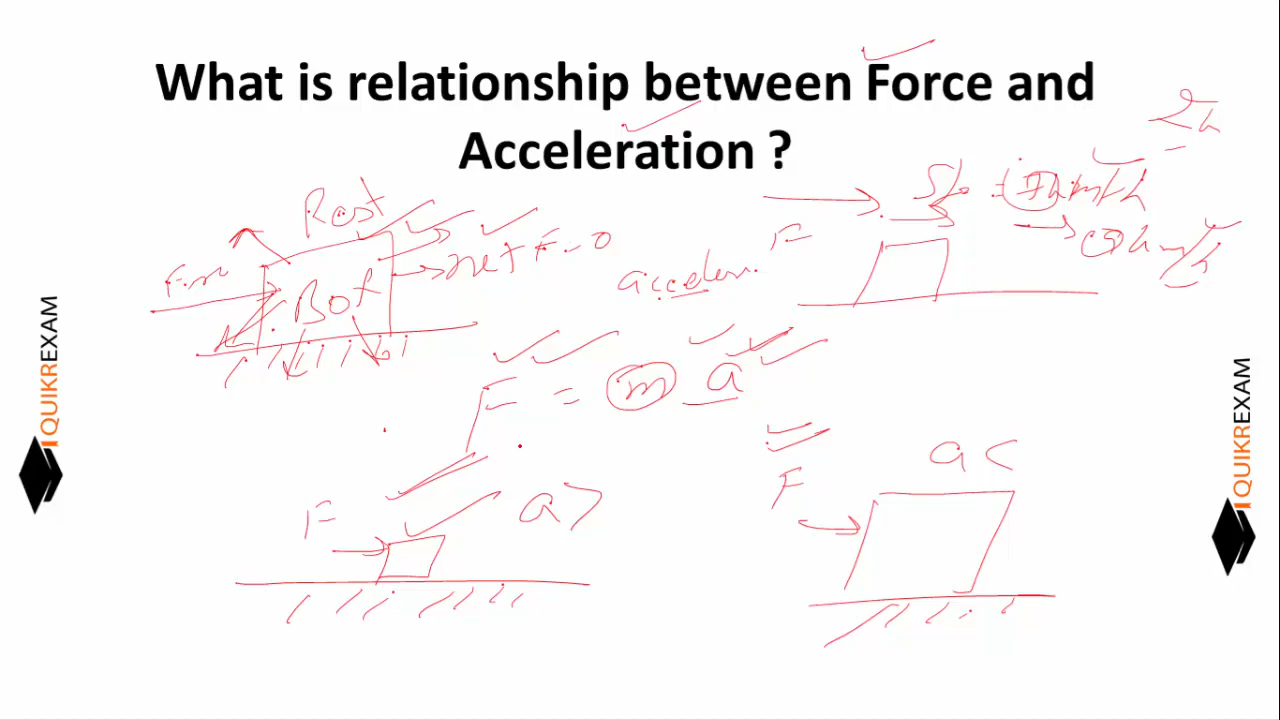 What is relationship between Force and
Acceleration ?
Rest
Box
net F = 0
F
acceler.
F = m a
F
a >
F
a <
QUIKREXAM
QUIKREXAM